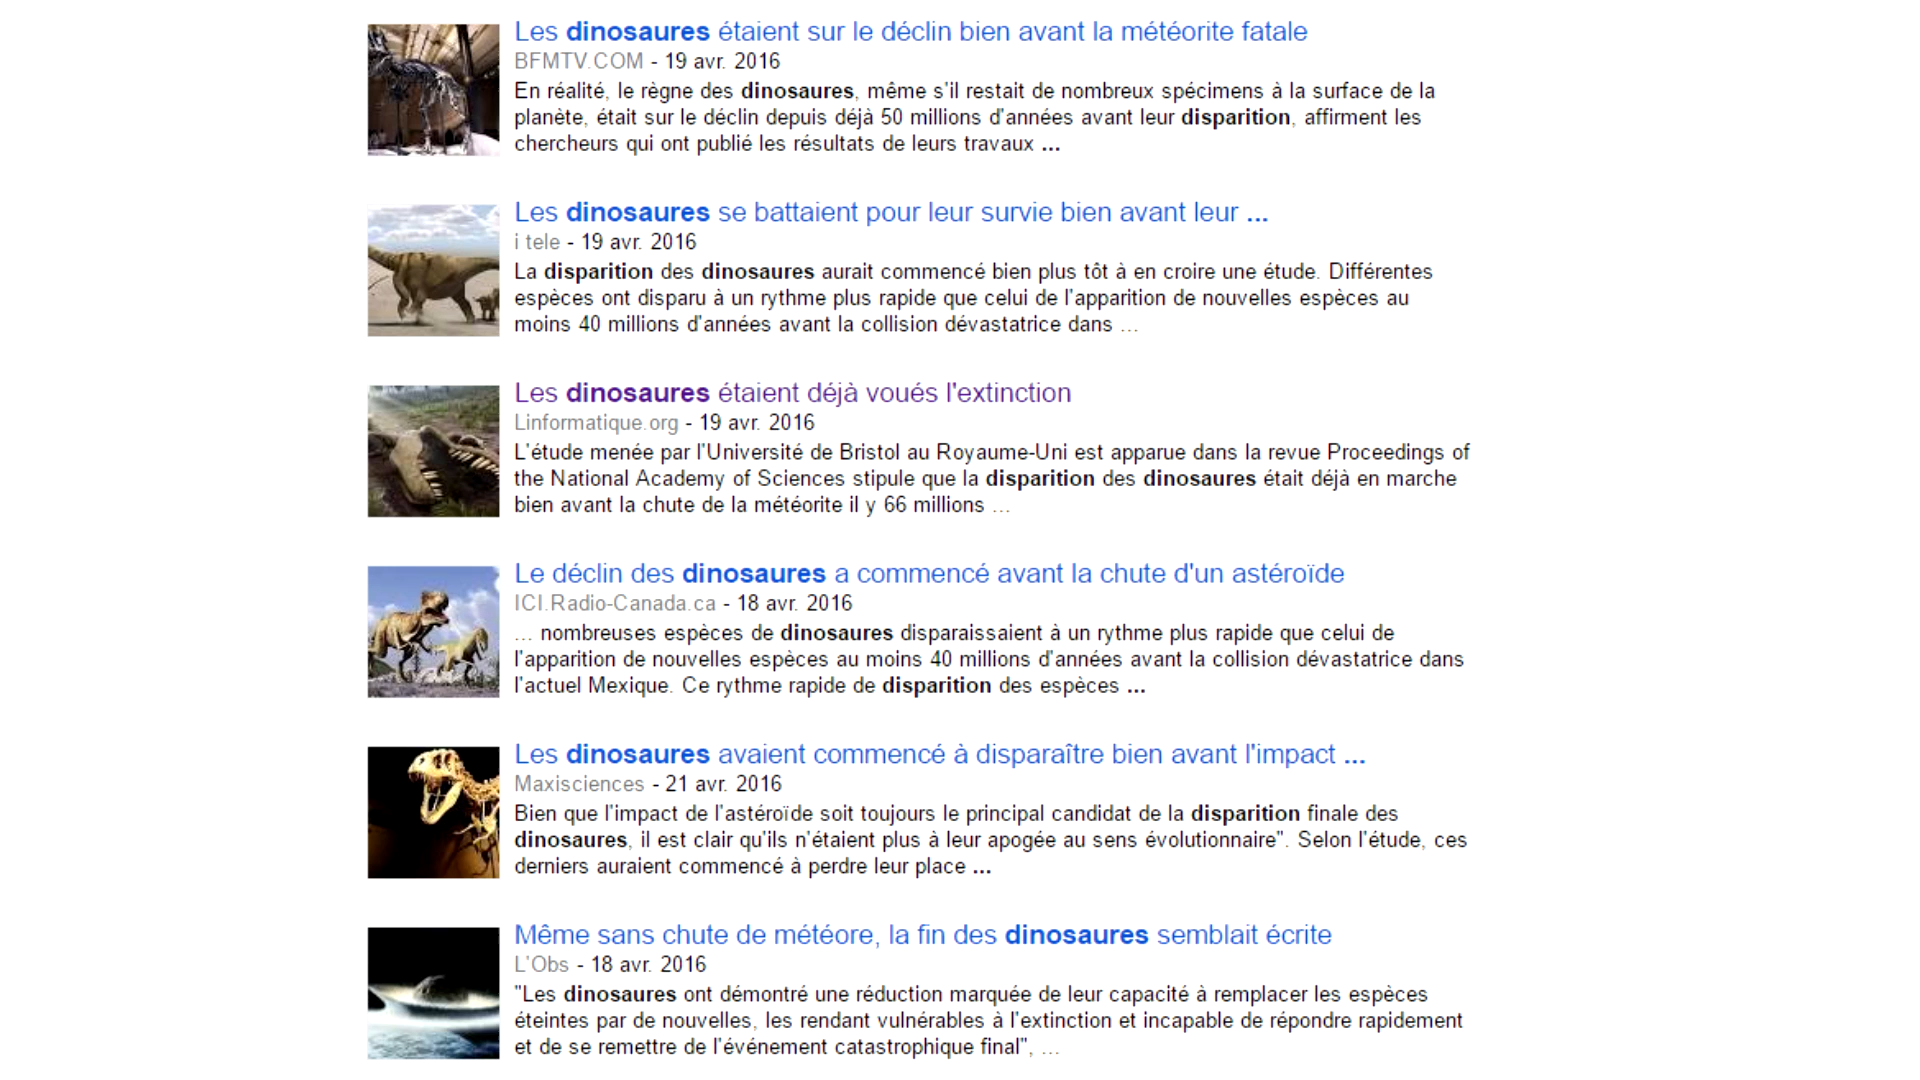 Les dinosaures étaient sur le déclin bien avant la météorite fatale
BFMTV.COM - 19 avr. 2016
En réalité, le règne des dinosaures, même s'il restait de nombreux spécimens à la surface de la
planète, était sur le déclin depuis déjà 50 millions d'années avant leur disparition, affirment les
chercheurs qui ont publié les résultats de leurs travaux ...
Les dinosaures se battaient pour leur survie bien avant leur ...
i tele - 19 avr. 2016
La disparition des dinosaures aurait commencé bien plus tôt à en croire une étude. Différentes
espèces ont disparu à un rythme plus rapide que celui de l'apparition de nouvelles espèces au
moins 40 millions d'années avant la collision dévastatrice dans ...
Les dinosaures étaient déjà voués l'extinction
Linformatique.org - 19 avr. 2016
L'étude menée par l'Université de Bristol au Royaume-Uni est apparue dans la revue Proceedings of
the National Academy of Sciences stipule que la disparition des dinosaures était déjà en marche
bien avant la chute de la météorite il y 66 millions ...
Le déclin des dinosaures a commencé avant la chute d'un astéroïde
ICI.Radio-Canada.ca - 18 avr. 2016
... nombreuses espèces de dinosaures disparaissaient à un rythme plus rapide que celui de
l'apparition de nouvelles espèces au moins 40 millions d'années avant la collision dévastatrice dans
l'actuel Mexique. Ce rythme rapide de disparition des espèces ...
Les dinosaures avaient commencé à disparaître bien avant l'impact ...
Maxisciences - 21 avr. 2016
Bien que l'impact de l'astéroïde soit toujours le principal candidat de la disparition finale des
dinosaures, il est clair qu'ils n'étaient plus à leur apogée au sens évolutionnaire". Selon l'étude, ces
derniers auraient commencé à perdre leur place ...
Même sans chute de météore, la fin des dinosaures semblait écrite
L'Obs - 18 avr. 2016
"Les dinosaures ont démontré une réduction marquée de leur capacité à remplacer les espèces
éteintes par de nouvelles, les rendant vulnérables à l'extinction et incapable de répondre rapidement
et de se remettre de l'événement catastrophique final", ...